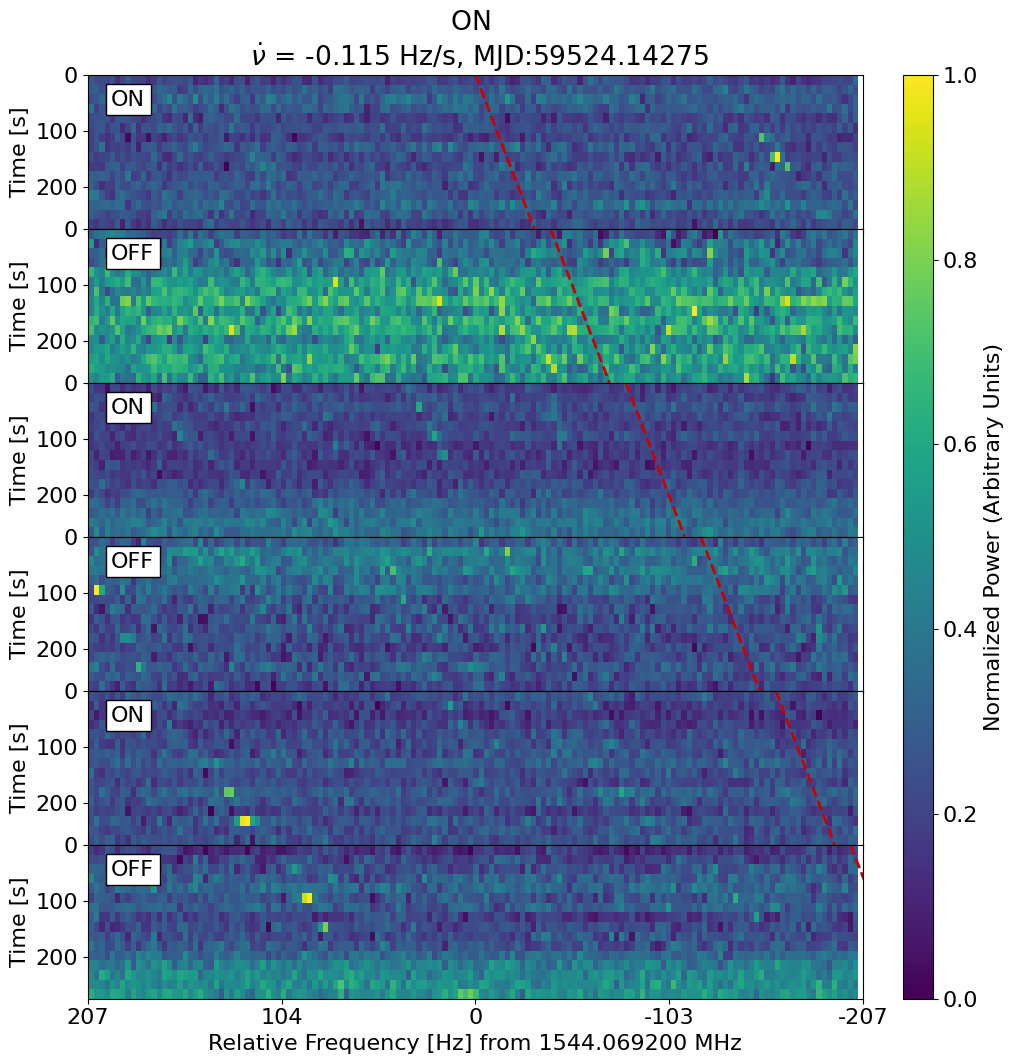 ON
ν̇ = -0.115 Hz/s, MJD:59524.14275
ON
OFF
ON
OFF
ON
OFF
Time [s]
0
100
200
Time [s]
0
100
200
Time [s]
0
100
200
Time [s]
0
100
200
Time [s]
0
100
200
Time [s]
0
100
200
207 104 0 -103 -207
Relative Frequency [Hz] from 1544.069200 MHz
1.0
0.8
0.6
0.4
0.2
0.0
Normalized Power (Arbitrary Units)